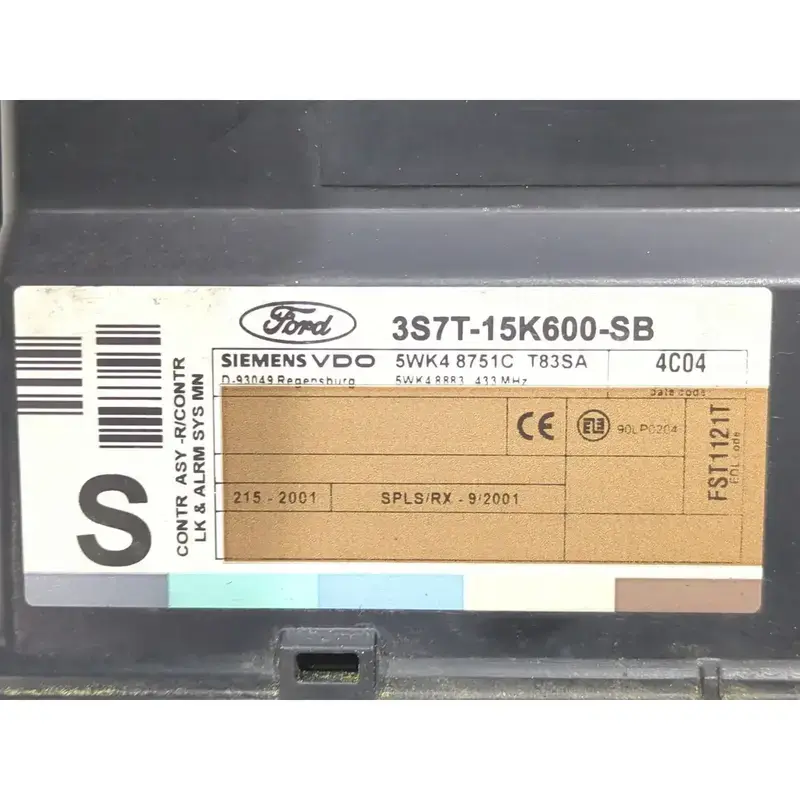 Ford
3S7T-15K600-SB
SIEMENS VDO 5WK4 8751C T83SA 4C04
D-93049 Regensburg 5WK4 8883 433 MHz
date code
CE 90LP0204
215 - 2001 SPLS/RX - 9/2001
FST1121T
EOL code
S
CONTR ASY -R/CONTR
LK & ALRM SYS MN